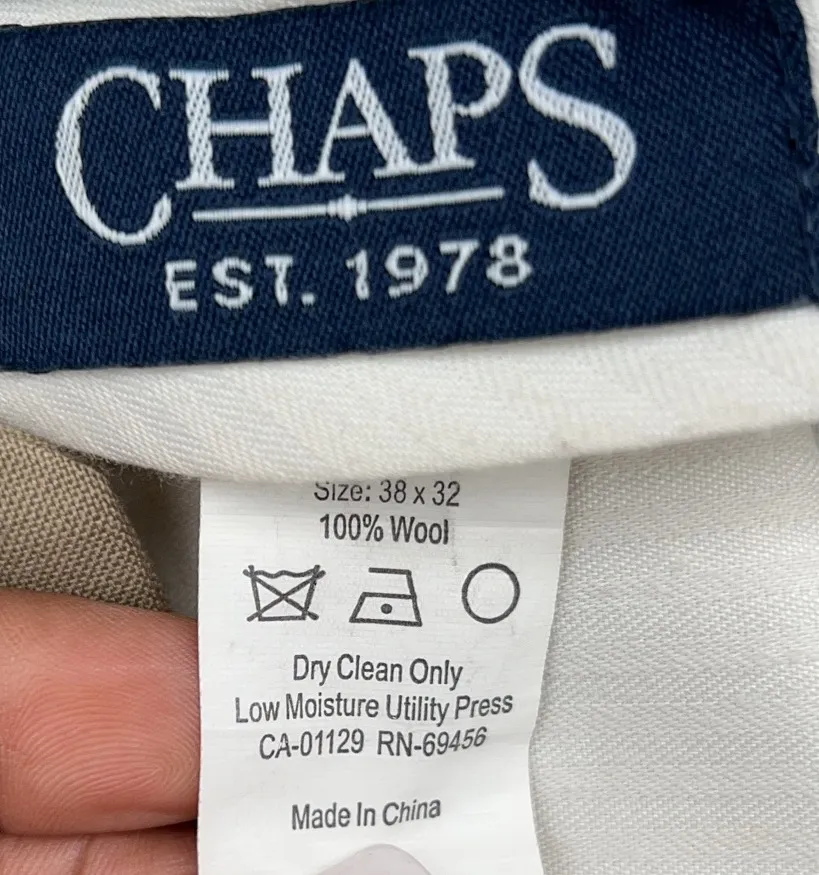 CHAPS
EST. 1978
Size: 38 x 32
100% Wool
Dry Clean Only
Low Moisture Utility Press
CA-01129 RN-69456
Made In China